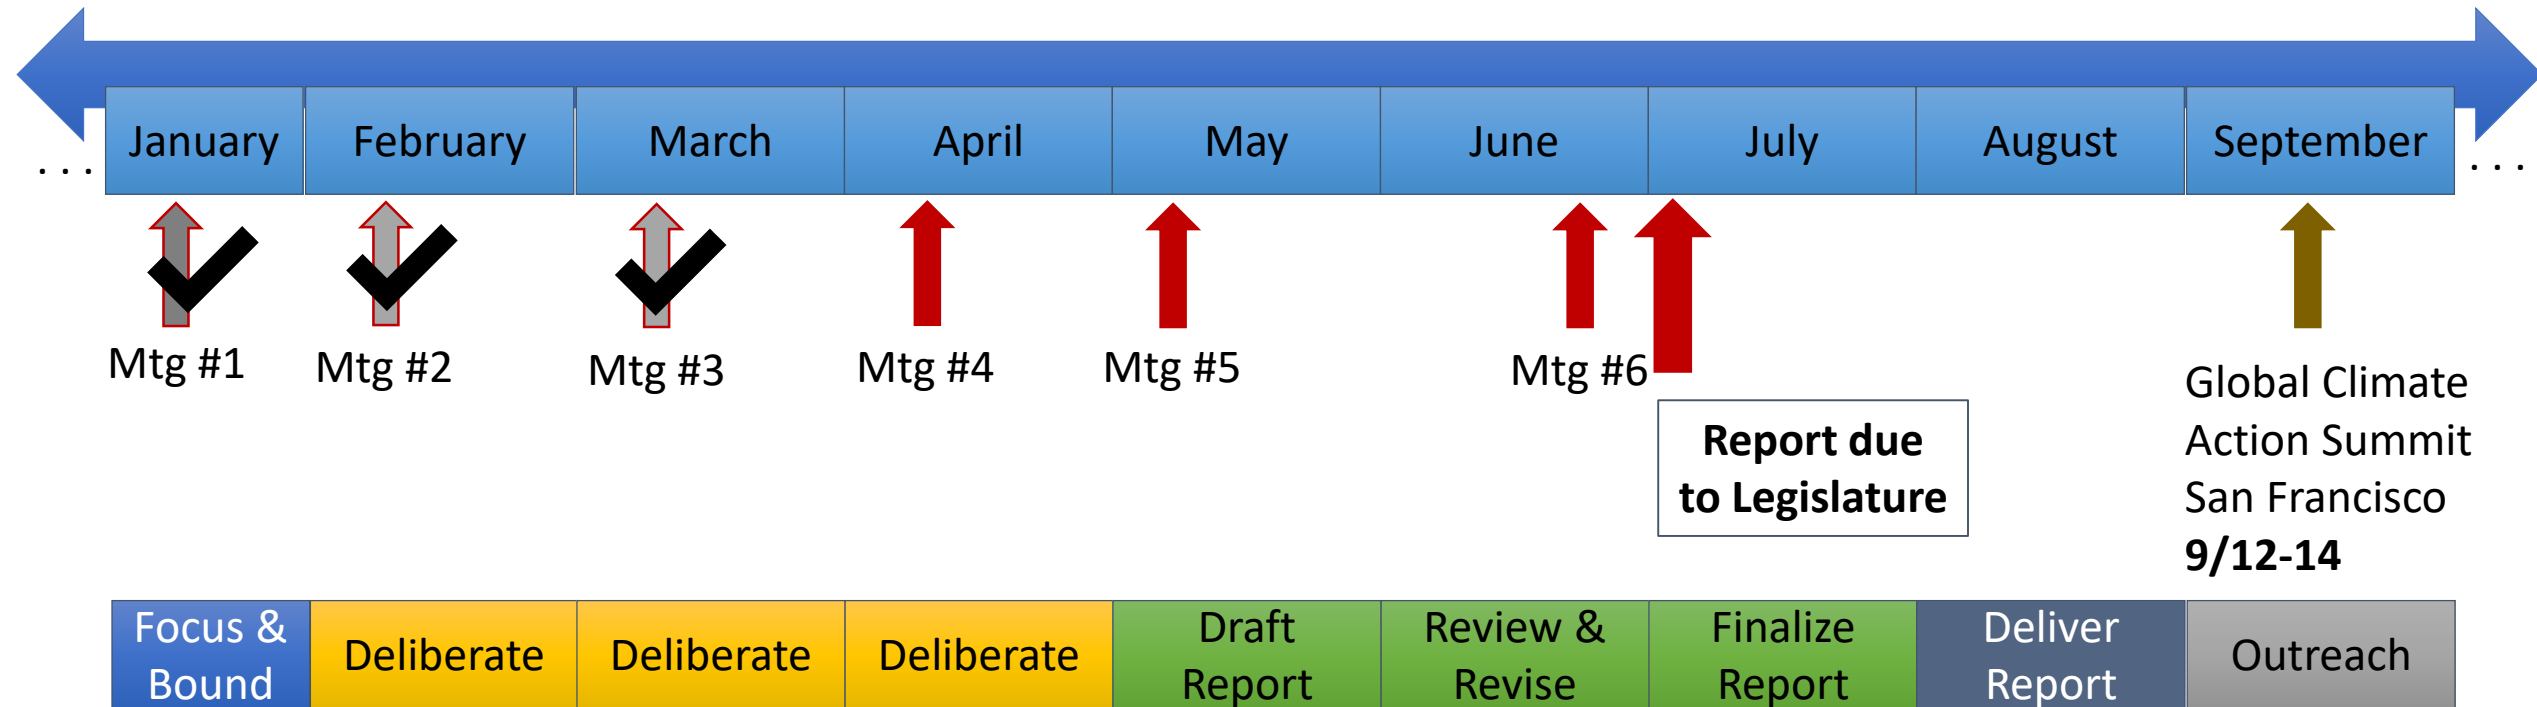 January February March April May June July August September
. . . . . .
Mtg #1 Mtg #2 Mtg #3 Mtg #4 Mtg #5 Mtg #6
Report due
to Legislature
Global Climate
Action Summit
San Francisco
9/12-14
Focus &
Bound
Deliberate
Deliberate
Deliberate
Draft
Report
Review &
Revise
Finalize
Report
Deliver
Report
Outreach